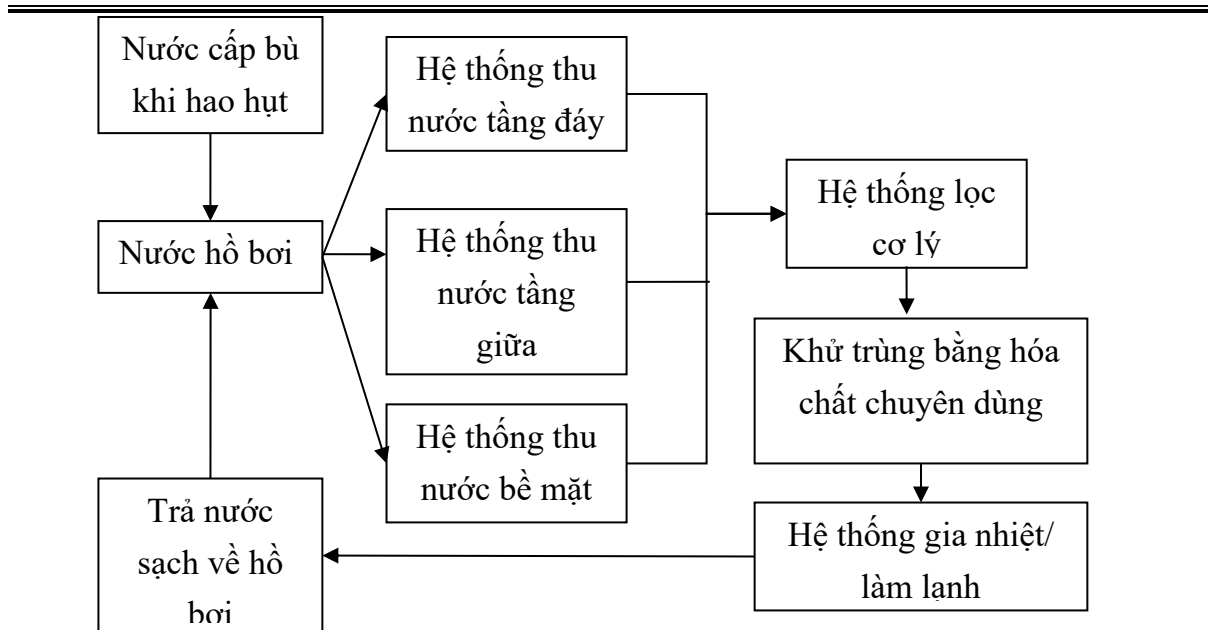 Nước cấp bù
khi hao hụt
Hệ thống thu
nước tầng đáy
Hệ thống lọc
cơ lý
Nước hồ bơi
Hệ thống thu
nước tầng
giữa
Khử trùng bằng hóa
chất chuyên dùng
Hệ thống thu
nước bề mặt
Trả nước
sạch về hồ
bơi
Hệ thống gia nhiệt/
làm lạnh